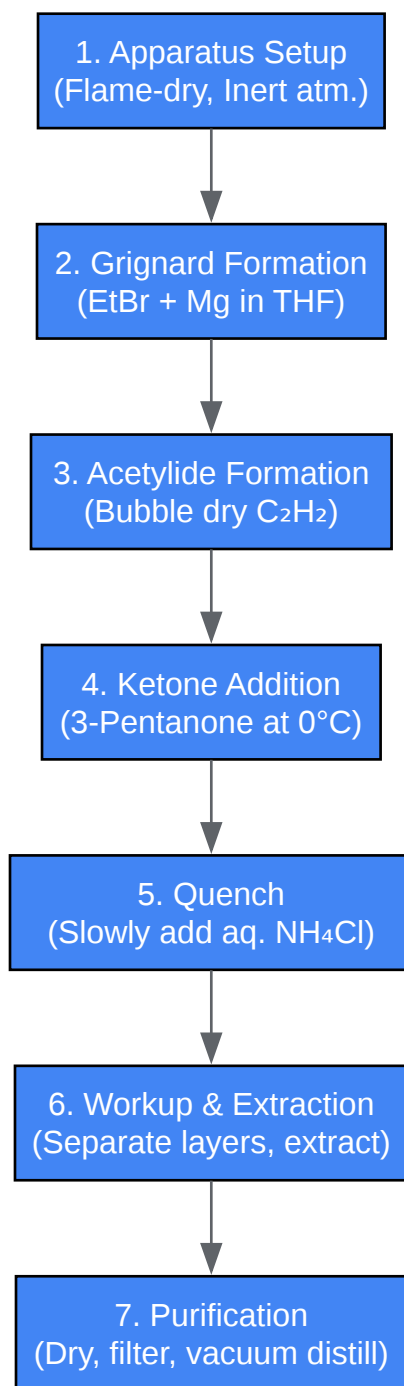 1. Apparatus Setup
(Flame-dry, Inert atm.)
2. Grignard Formation
(EtBr + Mg in THF)
3. Acetylide Formation
(Bubble dry C₂H₂)
4. Ketone Addition
(3-Pentanone at 0°C)
5. Quench
(Slowly add aq. NH₄Cl)
6. Workup & Extraction
(Separate layers, extract)
7. Purification
(Dry, filter, vacuum distill)